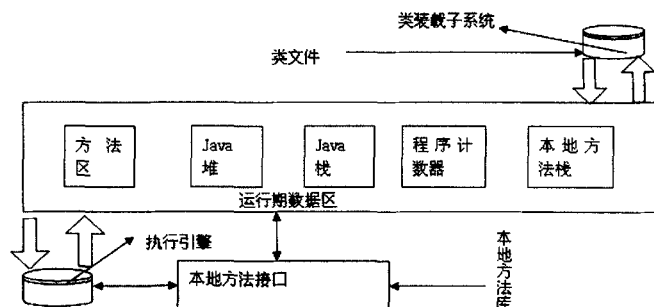 类装载子系统
类文件
方法
区
Java
堆
Java
栈
程序计
数器
本地方
法栈
运行期数据区
执行引擎
本地方法接口
本地方法库